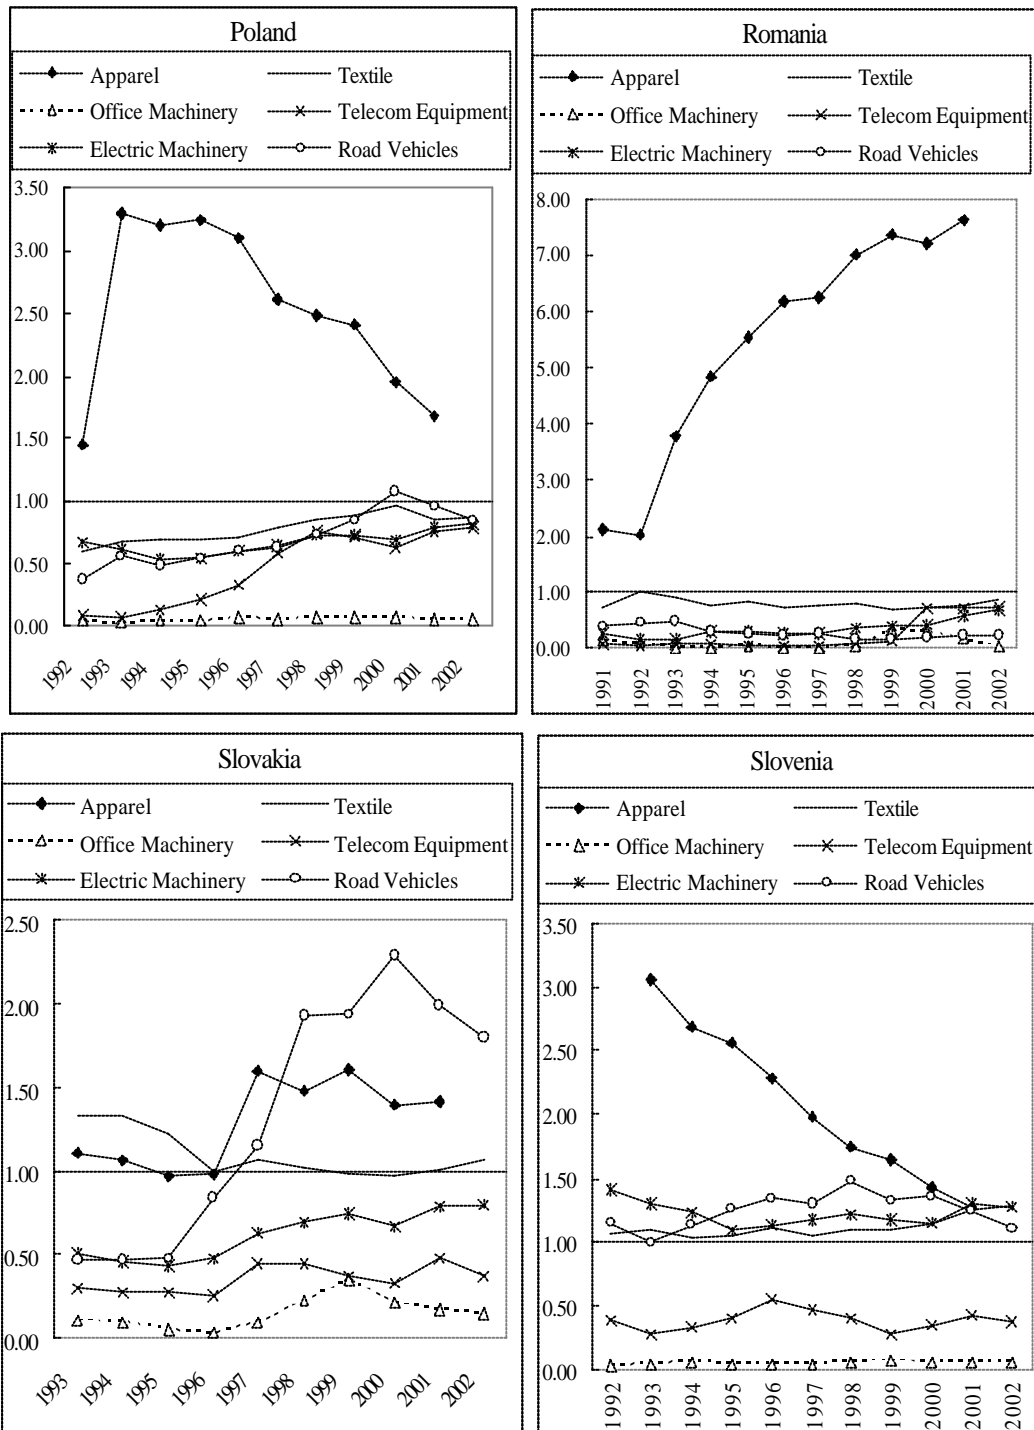 Poland
Apparel Textile
Office Machinery Telecom Equipment
Electric Machinery Road Vehicles
3.50
3.00
2.50
2.00
1.50
1.00
0.50
0.00
1992 1993 1994 1995 1996 1997 1998 1999 2000 2001 2002
Romania
Apparel Textile
Office Machinery Telecom Equipment
Electric Machinery Road Vehicles
8.00
7.00
6.00
5.00
4.00
3.00
2.00
1.00
0.00
1991 1992 1993 1994 1995 1996 1997 1998 1999 2000 2001 2002
Slovakia
Apparel Textile
Office Machinery Telecom Equipment
Electric Machinery Road Vehicles
2.50
2.00
1.50
1.00
0.50
0.00
1993 1994 1995 1996 1997 1998 1999 2000 2001 2002
Slovenia
Apparel Textile
Office Machinery Telecom Equipment
Electric Machinery Road Vehicles
3.50
3.00
2.50
2.00
1.50
1.00
0.50
0.00
1992 1993 1994 1995 1996 1997 1998 1999 2000 2001 2002